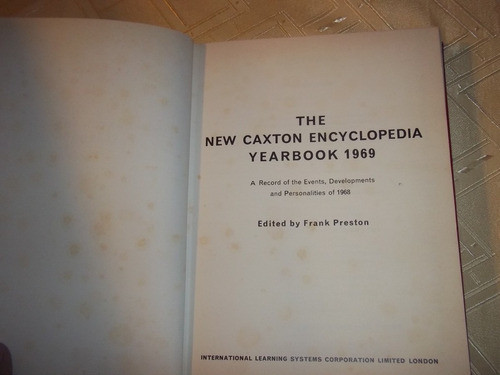 THE
NEW CAXTON ENCYCLOPEDIA
YEARBOOK 1969
A Record of the Events, Developments
and Personalities of 1968
Edited by Frank Preston
INTERNATIONAL LEARNING SYSTEMS CORPORATION LIMITED LONDON